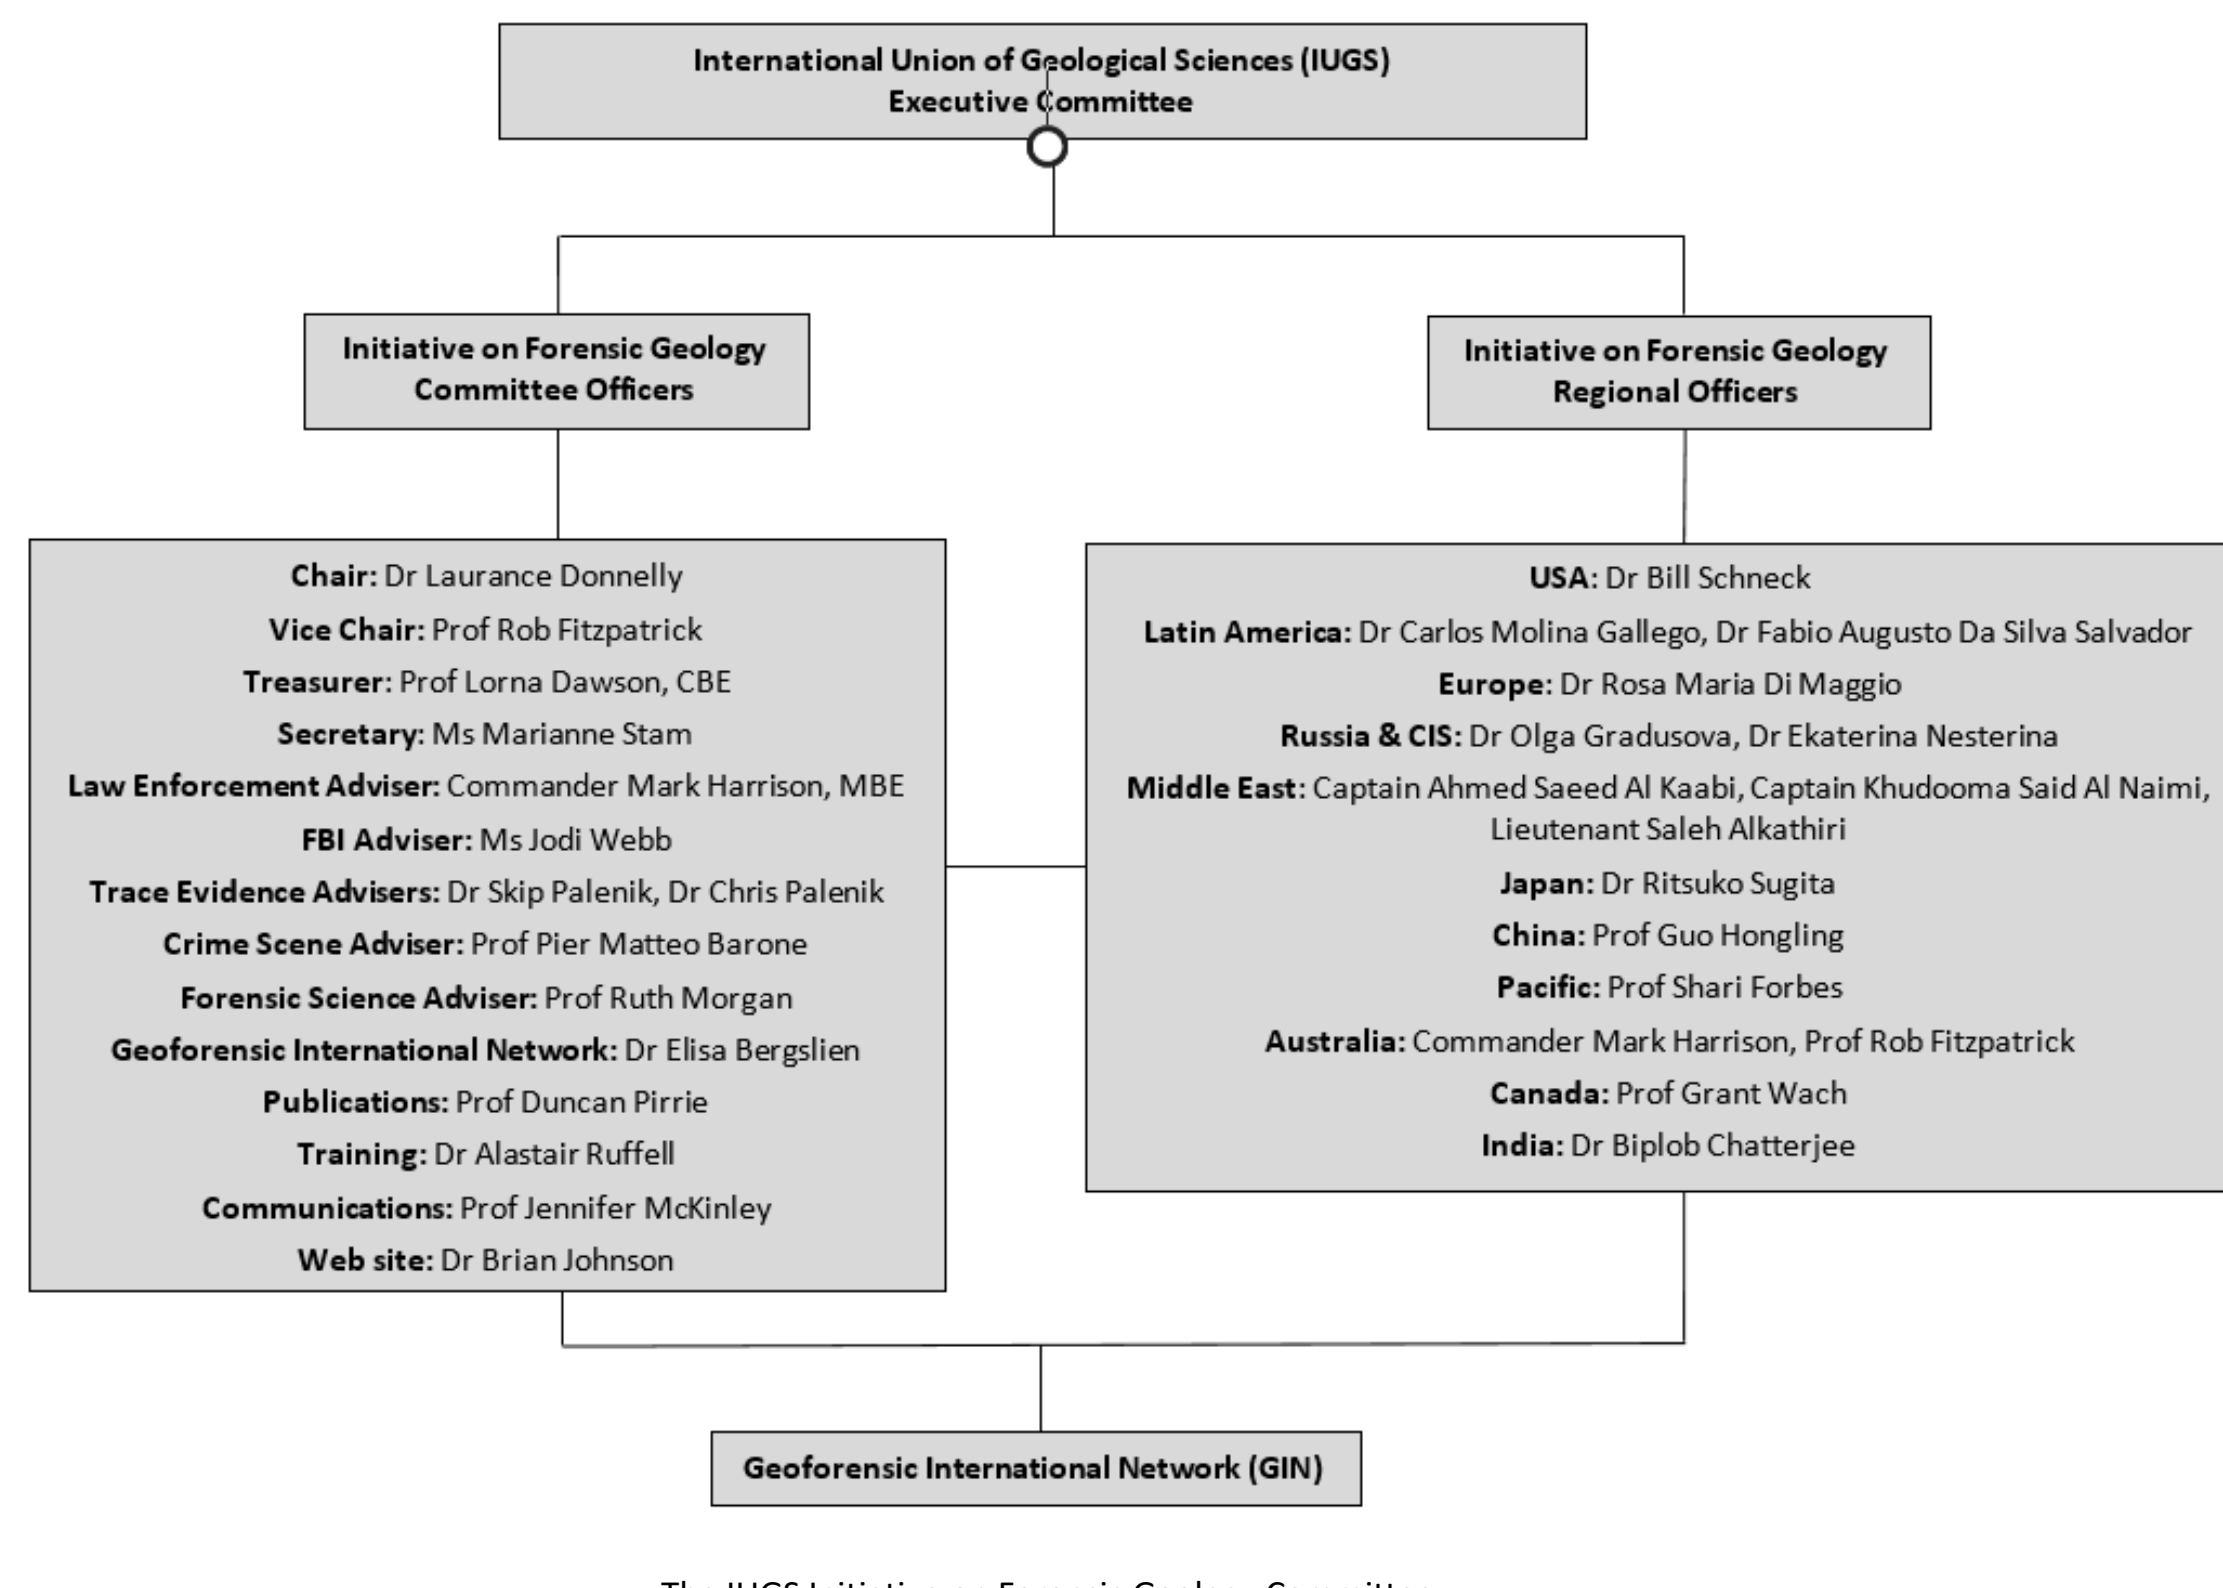 International Union of Geological Sciences (IUGS)
Executive Committee
Initiative on Forensic Geology
Committee Officers
Initiative on Forensic Geology
Regional Officers
Chair: Dr Laurance Donnelly
Vice Chair: Prof Rob Fitzpatrick
Treasurer: Prof Lorna Dawson, CBE
Secretary: Ms Marianne Stam
Law Enforcement Adviser: Commander Mark Harrison, MBE
FBI Adviser: Ms Jodi Webb
Trace Evidence Advisers: Dr Skip Palenik, Dr Chris Palenik
Crime Scene Adviser: Prof Pier Matteo Barone
Forensic Science Adviser: Prof Ruth Morgan
Geoforensic International Network: Dr Elisa Bergslien
Publications: Prof Duncan Pirrie
Training: Dr Alastair Ruffell
Communications: Prof Jennifer McKinley
Web site: Dr Brian Johnson
USA: Dr Bill Schneck
Latin America: Dr Carlos Molina Gallego, Dr Fabio Augusto Da Silva Salvador
Europe: Dr Rosa Maria Di Maggio
Russia & CIS: Dr Olga Gradusova, Dr Ekaterina Nesterina
Middle East: Captain Ahmed Saeed Al Kaabi, Captain Khudooma Said Al Naimi,
Lieutenant Saleh Alkathiri
Japan: Dr Ritsuko Sugita
China: Prof Guo Hongling
Pacific: Prof Shari Forbes
Australia: Commander Mark Harrison, Prof Rob Fitzpatrick
Canada: Prof Grant Wach
India: Dr Biplob Chatterjee
Geoforensic International Network (GIN)
The IUGS Initiative on Forensic Geology Committee